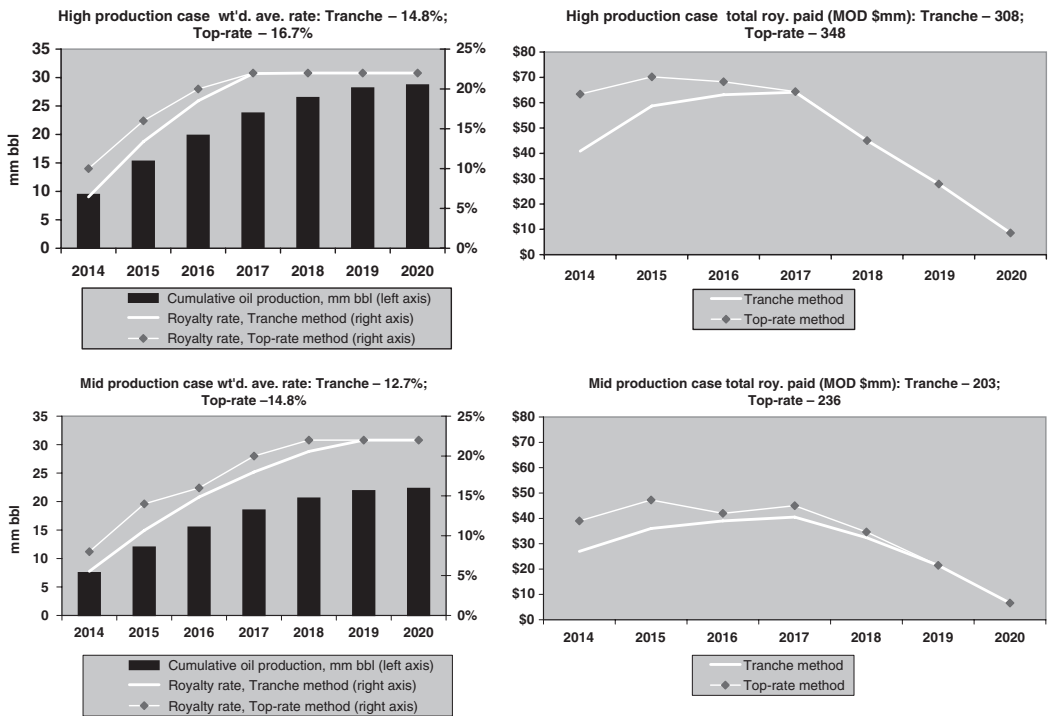 High production case  wt'd. ave. rate: Tranche – 14.8%;
Top-rate – 16.7%
35
30
25
20
15
10
5
0
mm bbl
25%
20%
15%
10%
5%
0%
2014 2015 2016 2017 2018 2019 2020
Cumulative oil production, mm bbl (left axis)
Royalty rate, Tranche method (right axis)
Royalty rate, Top-rate method (right axis)
High production case  total roy. paid (MOD $mm): Tranche – 308;
Top-rate – 348
$80
$70
$60
$50
$40
$30
$20
$10
$0
2014 2015 2016 2017 2018 2019 2020
Tranche method
Top-rate method
Mid production case wt'd. ave. rate: Tranche – 12.7%;
Top-rate –14.8%
35
30
25
20
15
10
5
0
mm bbl
25%
20%
15%
10%
5%
0%
2014 2015 2016 2017 2018 2019 2020
Cumulative oil production, mm bbl (left axis)
Royalty rate, Tranche method (right axis)
Royalty rate, Top-rate method (right axis)
Mid production case total roy. paid (MOD $mm): Tranche – 203;
Top-rate – 236
$80
$70
$60
$50
$40
$30
$20
$10
$0
2014 2015 2016 2017 2018 2019 2020
Tranche method
Top-rate method